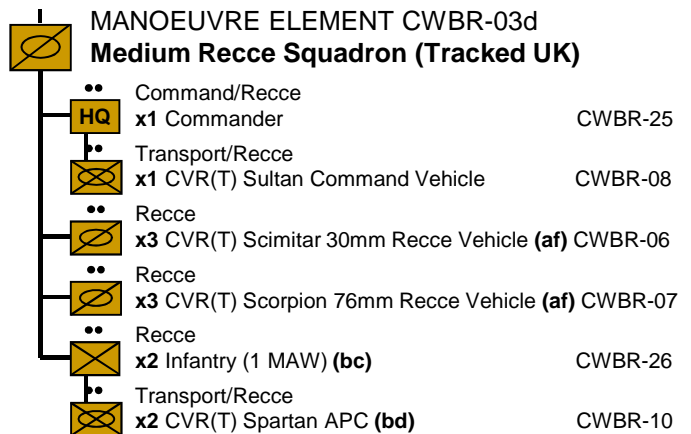 MANOEUVRE ELEMENT CWBR-03d
Medium Recce Squadron (Tracked UK)
Command/Recce
HQ x1 Commander CWBR-25
Transport/Recce
x1 CVR(T) Sultan Command Vehicle CWBR-08
Recce
x3 CVR(T) Scimitar 30mm Recce Vehicle (af) CWBR-06
Recce
x3 CVR(T) Scorpion 76mm Recce Vehicle (af) CWBR-07
Recce
x2 Infantry (1 MAW) (bc) CWBR-26
Transport/Recce
x2 CVR(T) Spartan APC (bd) CWBR-10